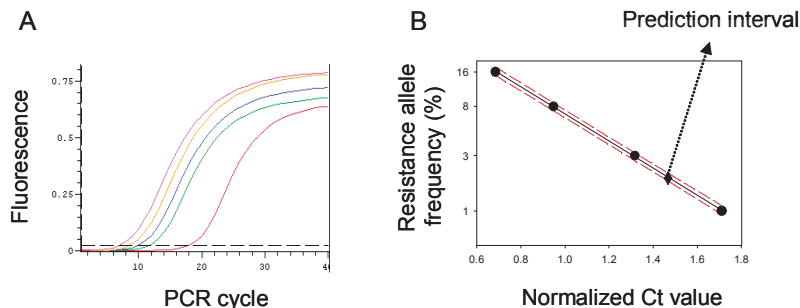 A
Fluorescence
0.75
0.5
0.25
0
10
20
30
PCR cycle
B
Prediction interval
Resistance allele
frequency (%)
16
8
3
1
0.6
0.8
1.0
1.2
1.4
1.6
1.8
Normalized Ct value